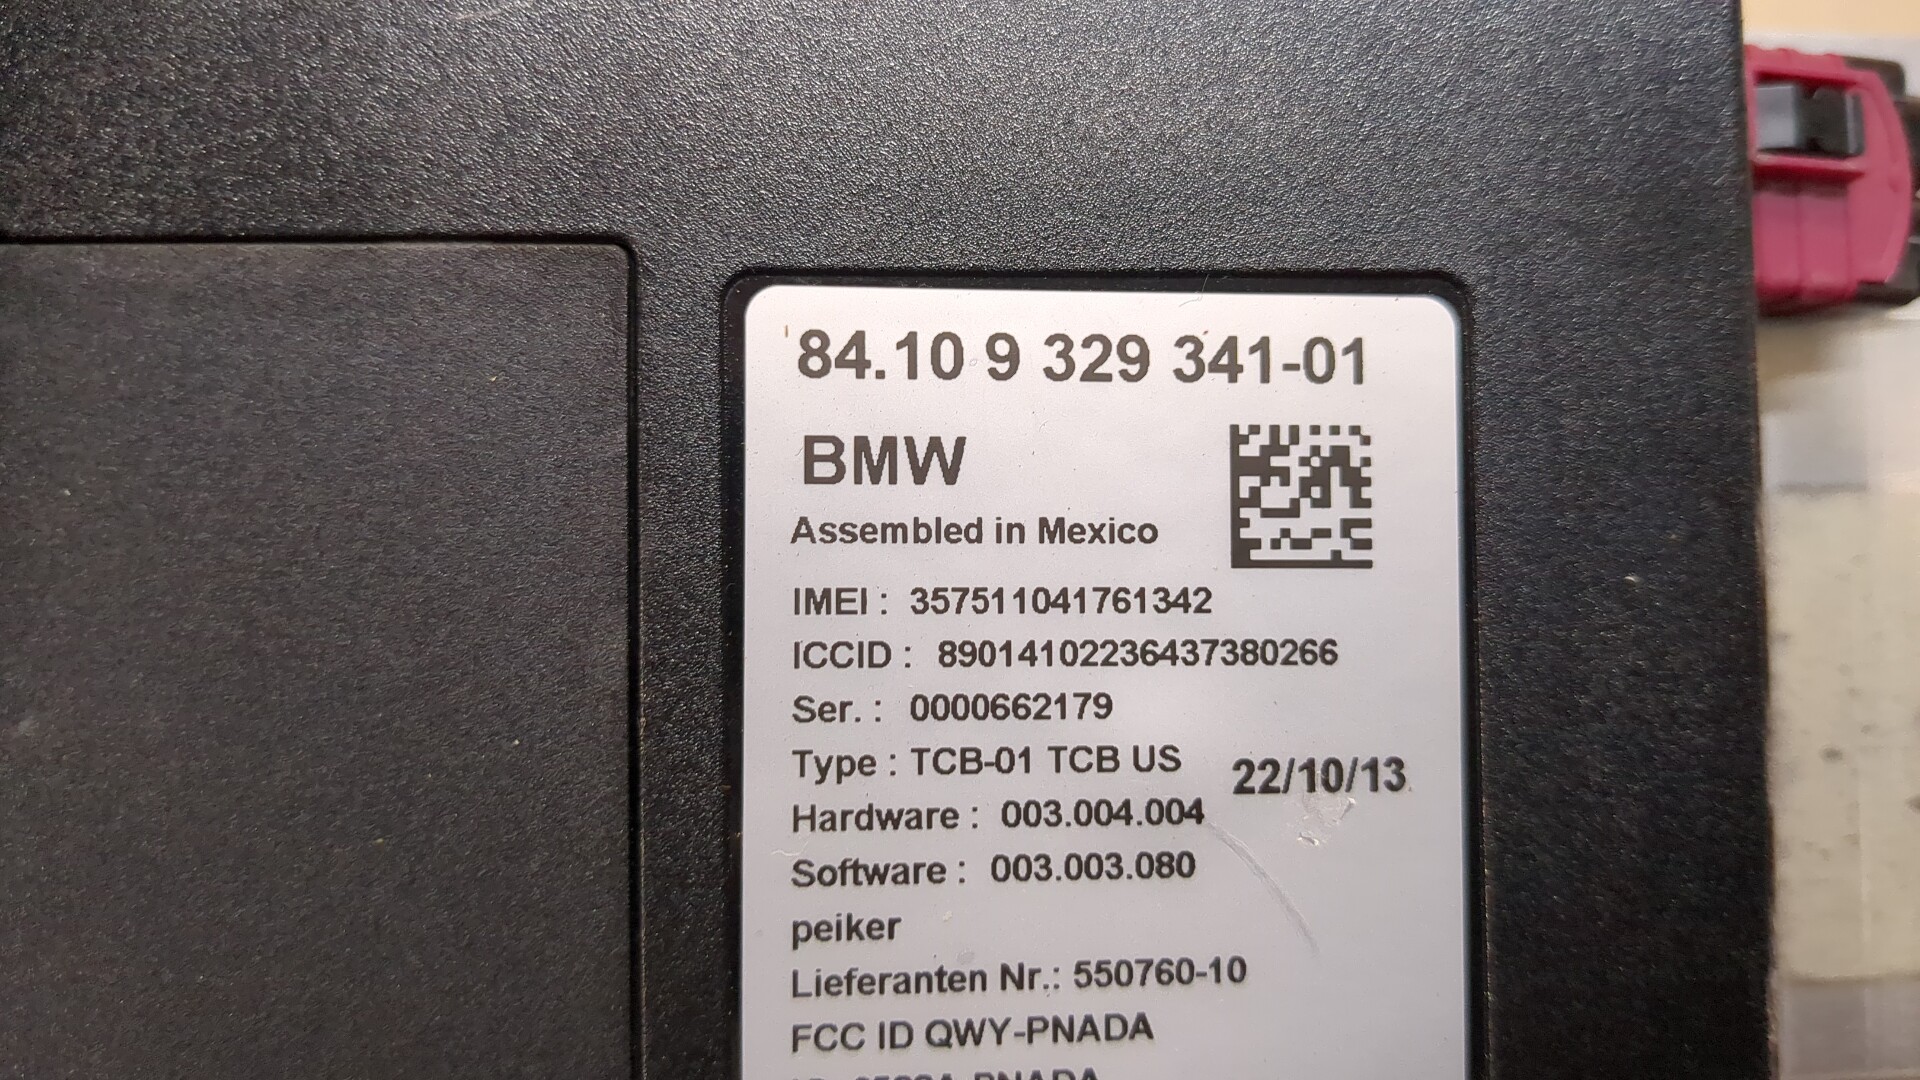 84.10 9 329 341-01
BMW
Assembled in Mexico
IMEI : 357511041761342
ICCID : 89014102236437380266
Ser. : 0000662179
Type : TCB-01 TCB US 22/10/13
Hardware : 003.004.004
Software : 003.003.080
peiker
Lieferanten Nr.: 550760-10
FCC ID QWY-PNADA